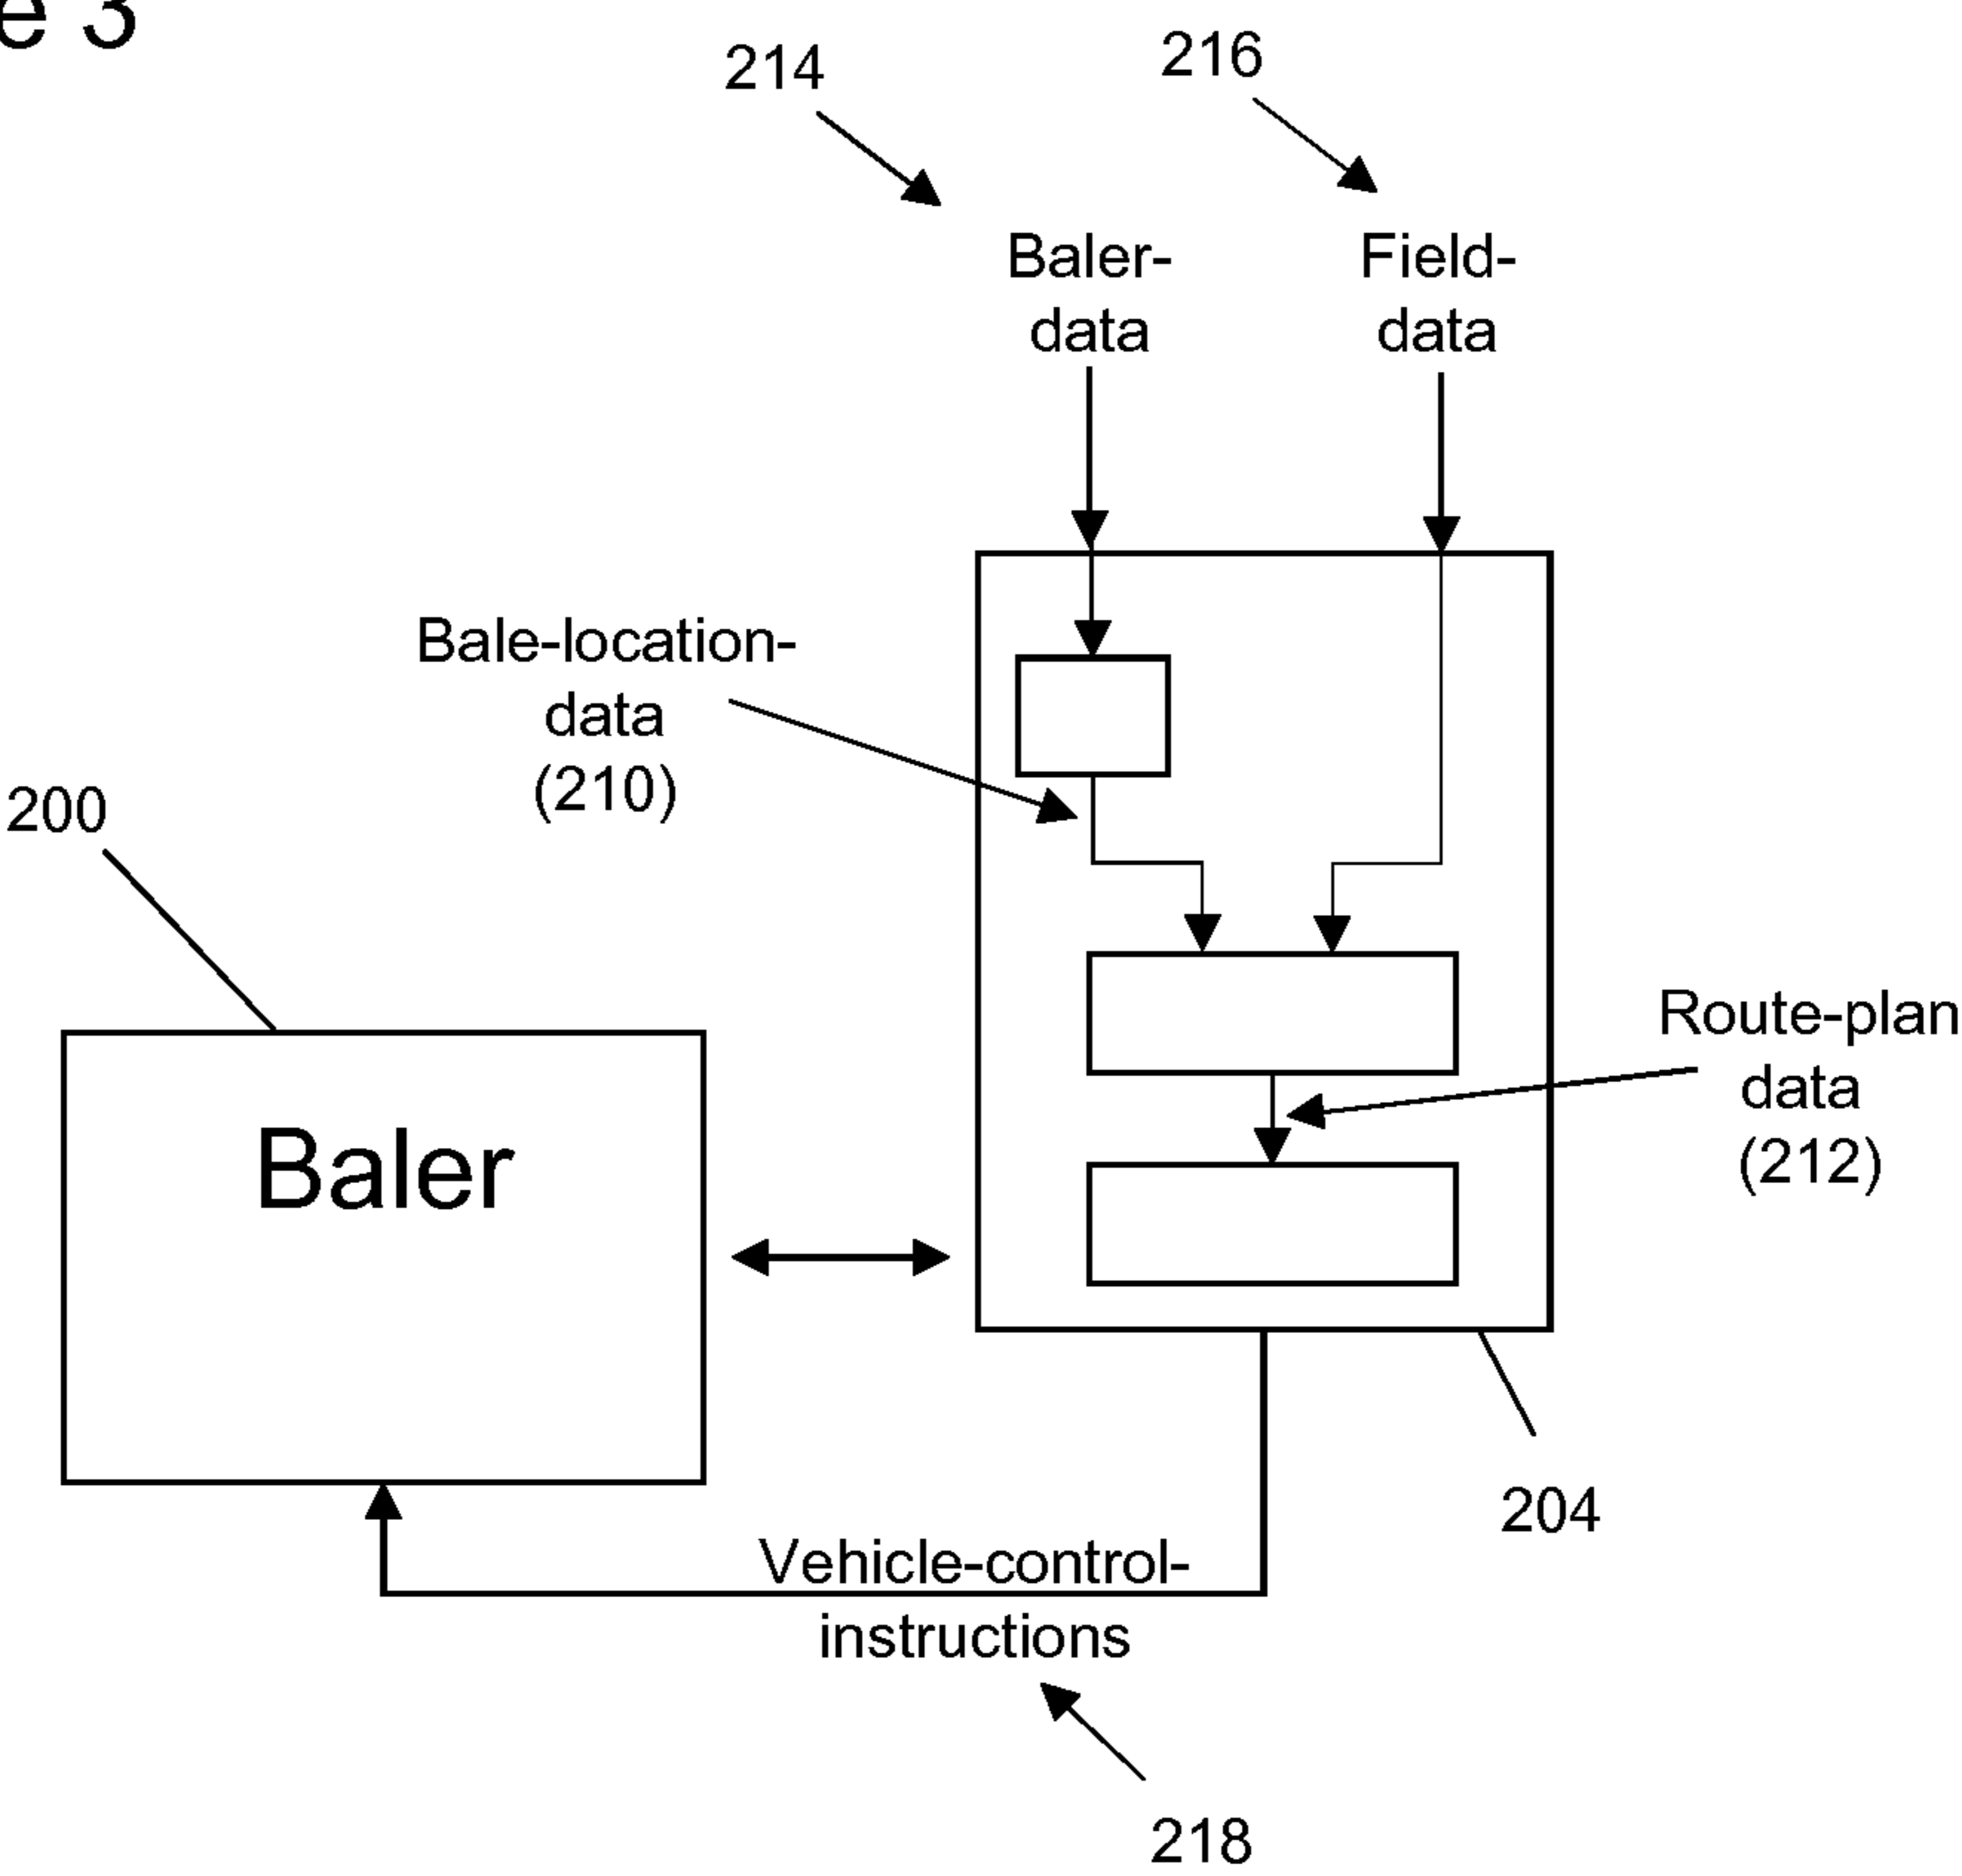 e 3
214
216
Baler-
data
Field-
data
Bale-location-
data
(210)
200
Route-plan
data
(212)
Baler
204
Vehicle-control-
instructions
218